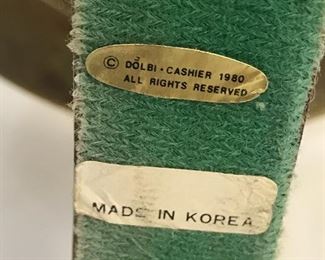 © DOLBI · CASHIER 1980
ALL RIGHTS RESERVED
MADE IN KOREA